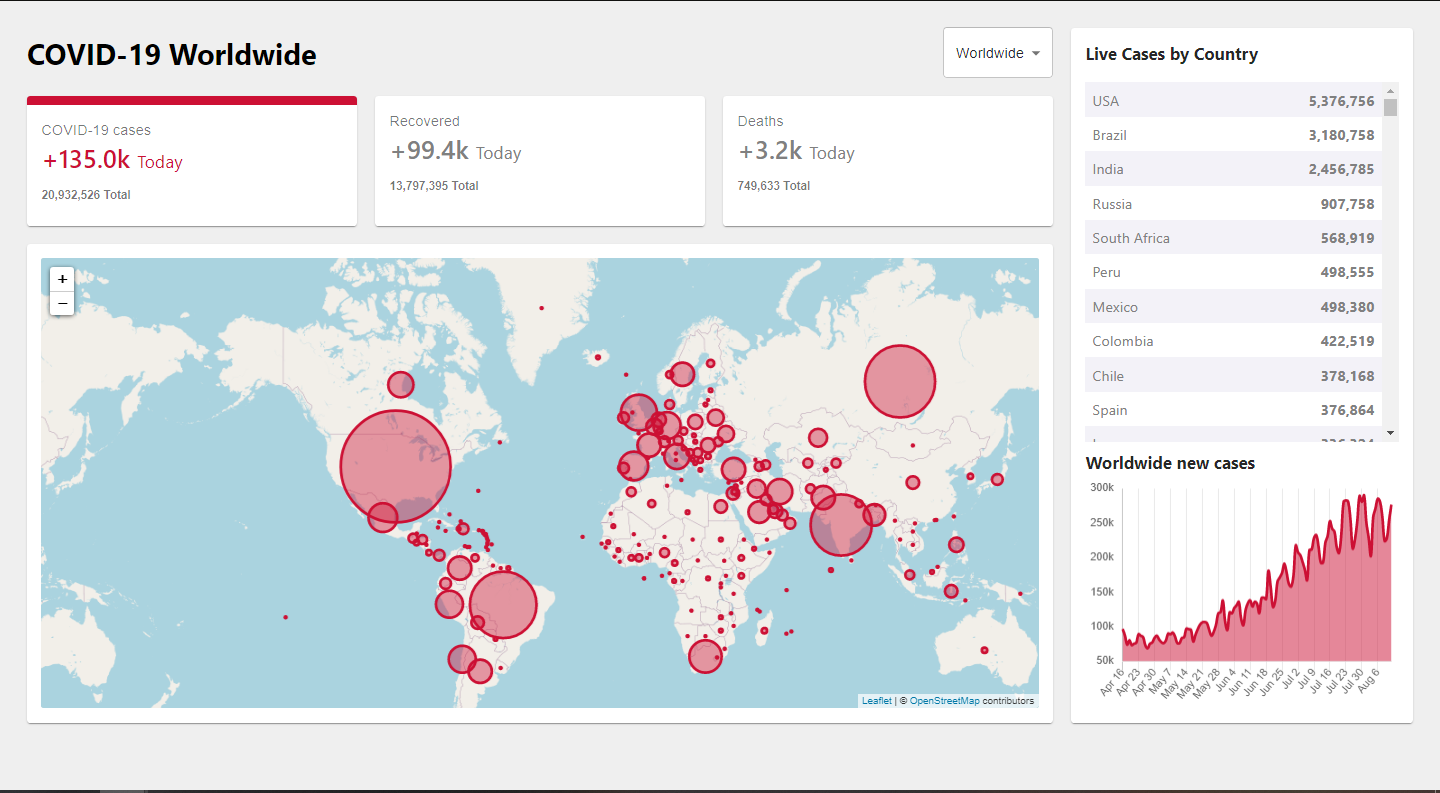 COVID-19 Worldwide
Worldwide
COVID-19 cases
+135.0k Today
20,932,526 Total
Recovered
+99.4k Today
13,797,395 Total
Deaths
+3.2k Today
749,633 Total
+
−
Leaflet | © OpenStreetMap contributors
Live Cases by Country
USA 5,376,756
Brazil 3,180,758
India 2,456,785
Russia 907,758
South Africa 568,919
Peru 498,555
Mexico 498,380
Colombia 422,519
Chile 378,168
Spain 376,864
Worldwide new cases
300k
250k
200k
150k
100k
50k
Apr 16
Apr 23
Apr 30
May 7
May 14
May 21
May 28
Jun 4
Jun 11
Jun 18
Jun 25
Jul 2
Jul 9
Jul 16
Jul 23
Jul 30
Aug 6